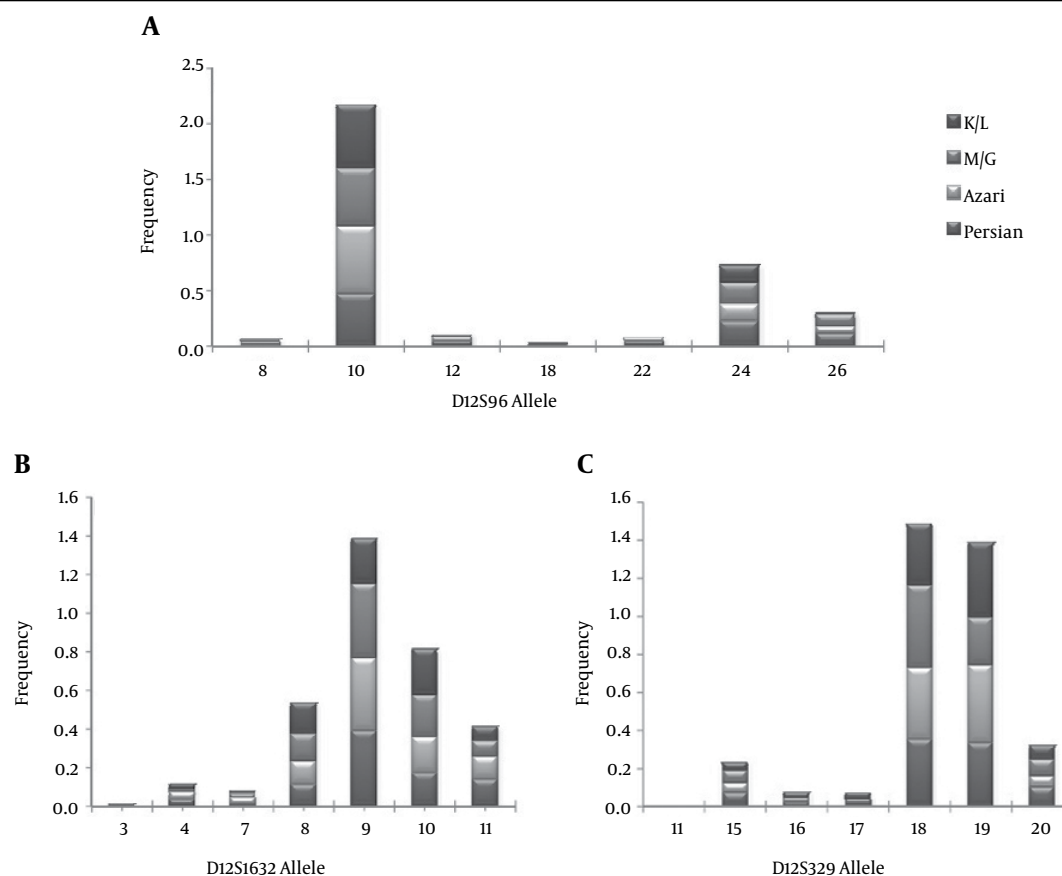 A
Frequency
2.5
2.0
1.5
1.0
0.5
0.0
8 10 12 18 22 24 26
D12S96 Allele
K/L
M/G
Azari
Persian
B
Frequency
1.6
1.4
1.2
1.0
0.8
0.6
0.4
0.2
0.0
3 4 7 8 9 10 11
D12S1632 Allele
C
Frequency
1.6
1.4
1.2
1.0
0.8
0.6
0.4
0.2
0.0
11 15 16 17 18 19 20
D12S329 Allele